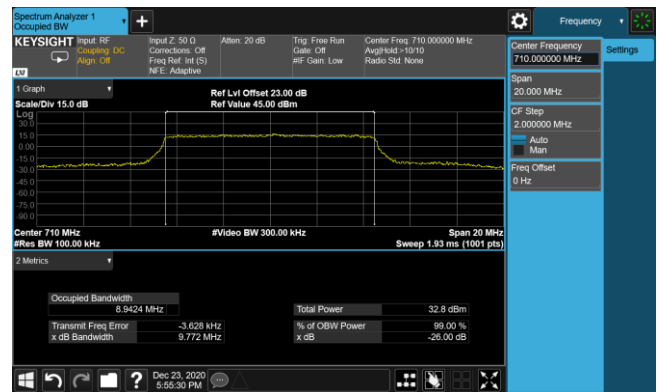 Spectrum Analyzer 1
Occupied BW
Frequency
KEYSIGHT
Input: RF
Coupling: DC
Align: Off
Input Z: 50 Ω
Corrections: Off
Freq Ref: Int (S)
NFE: Adaptive
Atten: 20 dB
Trig: Free Run
Gate: Off
#IF Gain: Low
Center Freq: 710.000000 MHz
Avg|Hold:>10/10
Radio Std: None
LXI
Center Frequency
710.000000 MHz
Settings
Span
20.000 MHz
CF Step
2.000000 MHz
Auto
Man
Freq Offset
0 Hz
1 Graph
Scale/Div 15.0 dB
Ref Lvl Offset 23.00 dB
Ref Value 45.00 dBm
Log
30.0
15.0
0.00
-15.0
-30.0
-45.0
-60.0
-75.0
-90.0
Center 710 MHz
#Video BW 300.00 kHz
Span 20 MHz
#Res BW 100.00 kHz
Sweep 1.93 ms (1001 pts)
2 Metrics
Occupied Bandwidth
8.9424 MHz
Total Power 32.8 dBm
Transmit Freq Error -3.628 kHz
% of OBW Power 99.00 %
x dB Bandwidth 9.772 MHz
x dB -26.00 dB
Dec 23, 2020
5:55:30 PM